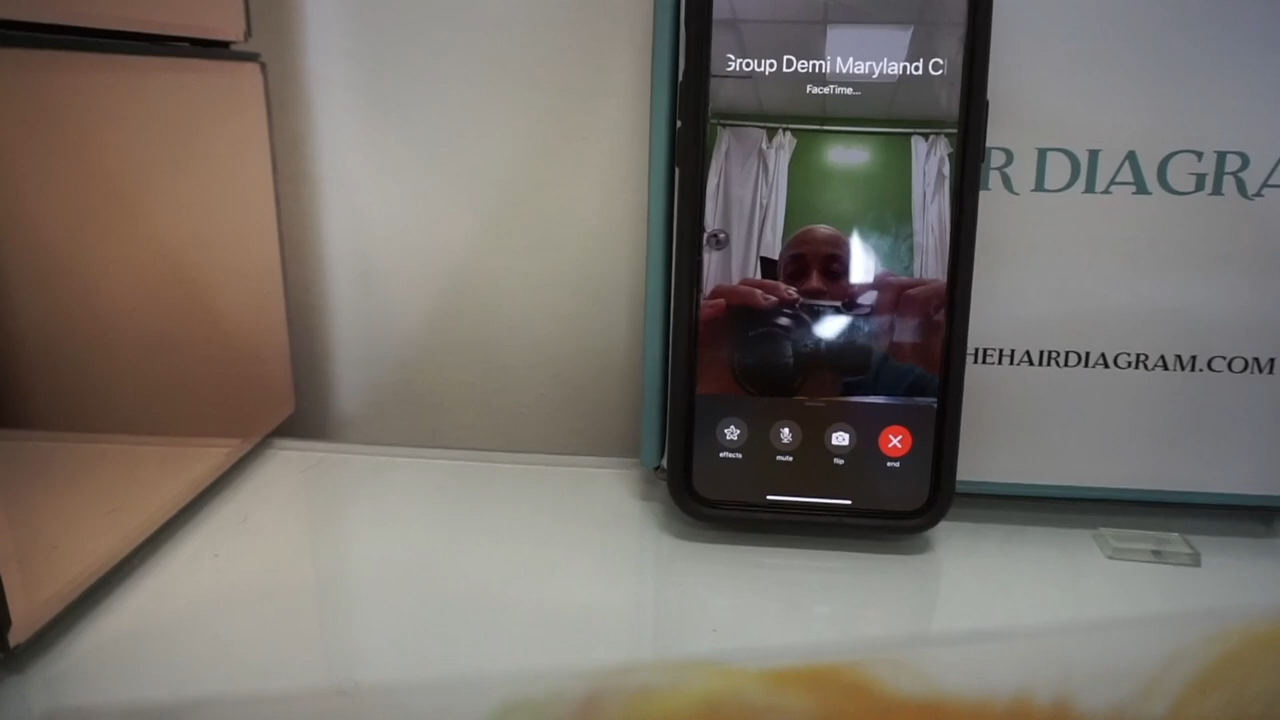 Group Demi Maryland C
FaceTime...
effects
mute
flip
end
R DIAGRA
HEHAIRDIAGRAM.COM